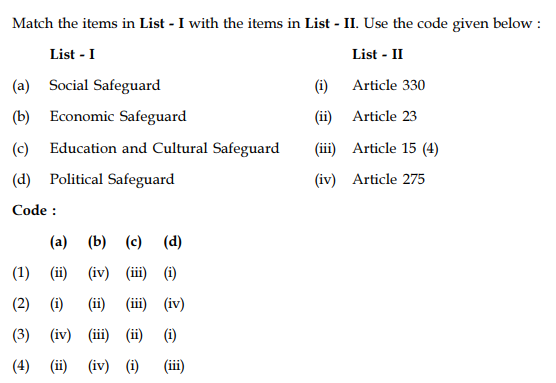 Match the items in List - I with the items in List - II. Use the code given below :
List - I List - II
(a) Social Safeguard (i) Article 330
(b) Economic Safeguard (ii) Article 23
(c) Education and Cultural Safeguard (iii) Article 15 (4)
(d) Political Safeguard (iv) Article 275
Code :
(a) (b) (c) (d)
(1) (ii) (iv) (iii) (i)
(2) (i) (ii) (iii) (iv)
(3) (iv) (iii) (ii) (i)
(4) (ii) (iv) (i) (iii)